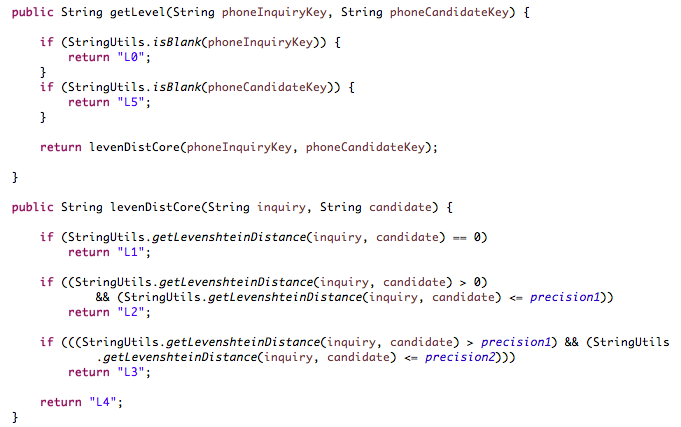 public String getLevel(String phoneInquiryKey, String phoneCandidateKey) {
if (StringUtils.isBlank(phoneInquiryKey)) {
return "L0";
}
if (StringUtils.isBlank(phoneCandidateKey)) {
return "L5";
}
return levenDistCore(phoneInquiryKey, phoneCandidateKey);
}
public String levenDistCore(String inquiry, String candidate) {
if (StringUtils.getLevenshteinDistance(inquiry, candidate) == 0)
return "L1";
if ((StringUtils.getLevenshteinDistance(inquiry, candidate) > 0)
&& (StringUtils.getLevenshteinDistance(inquiry, candidate) <= precision1))
return "L2";
if (((StringUtils.getLevenshteinDistance(inquiry, candidate) > precision1) && (StringUtils
.getLevenshteinDistance(inquiry, candidate) <= precision2)))
return "L3";
return "L4";
}